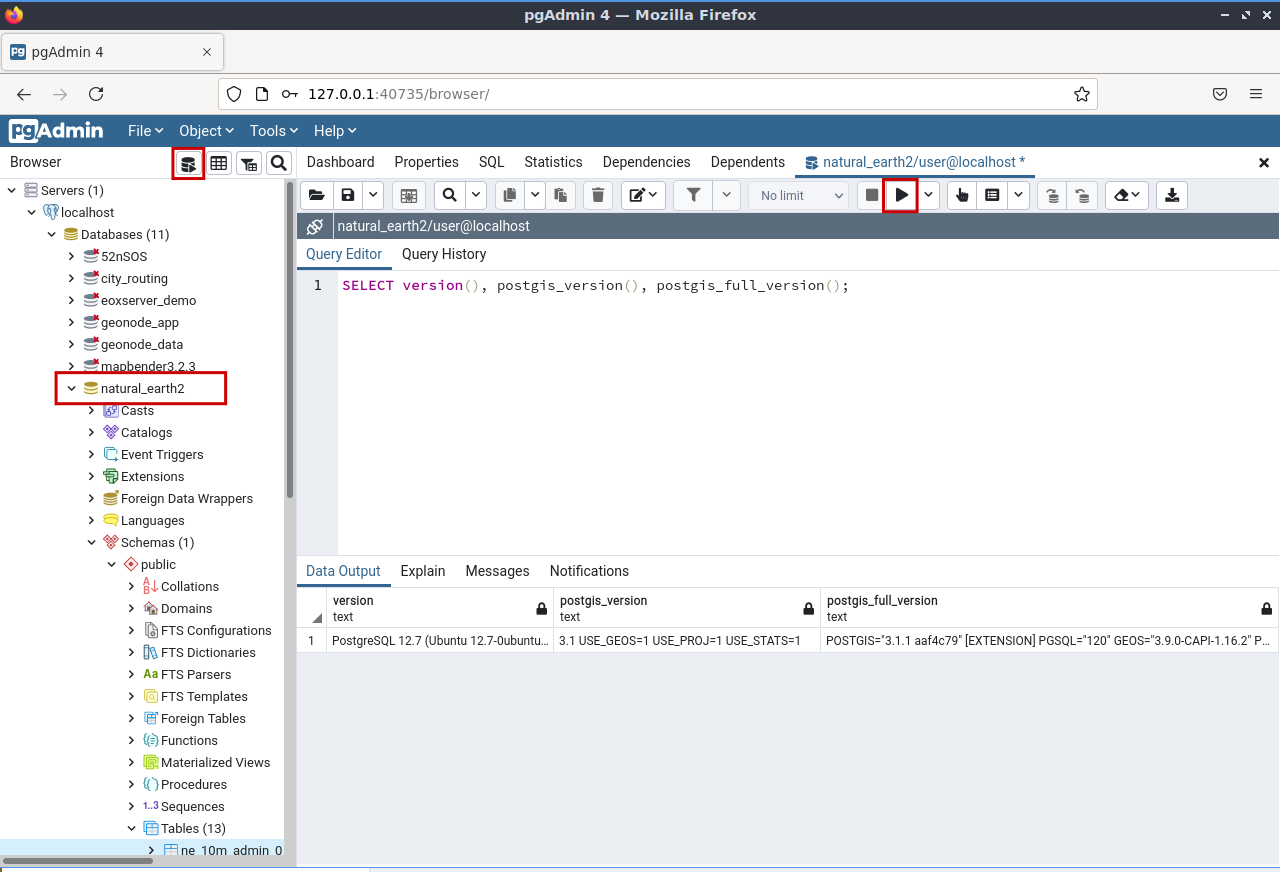 pgAdmin 4 — Mozilla Firefox
pg pgAdmin 4
127.0.0.1:40735/browser/
pgAdmin File Object Tools Help
Browser
Dashboard Properties SQL Statistics Dependencies Dependents natural_earth2/user@localhost *
Servers (1)
localhost
Databases (11)
52nSOS
city_routing
eoxserver_demo
geonode_app
geonode_data
mapbender3.2.3
natural_earth2
Casts
Catalogs
Event Triggers
Extensions
Foreign Data Wrappers
Languages
Schemas (1)
public
Collations
Domains
FTS Configurations
FTS Dictionaries
Aa FTS Parsers
FTS Templates
Foreign Tables
Functions
Materialized Views
Procedures
1..3 Sequences
Tables (13)
ne_10m_admin_0
No limit
natural_earth2/user@localhost
Query Editor Query History
1 SELECT version(), postgis_version(), postgis_full_version();
Data Output Explain Messages Notifications
version postgis_version postgis_full_version
text text text
1 PostgreSQL 12.7 (Ubuntu 12.7-0ubuntu… 3.1 USE_GEOS=1 USE_PROJ=1 USE_STATS=1 POSTGIS="3.1.1 aaf4c79" [EXTENSION] PGSQL="120" GEOS="3.9.0-CAPI-1.16.2" P…